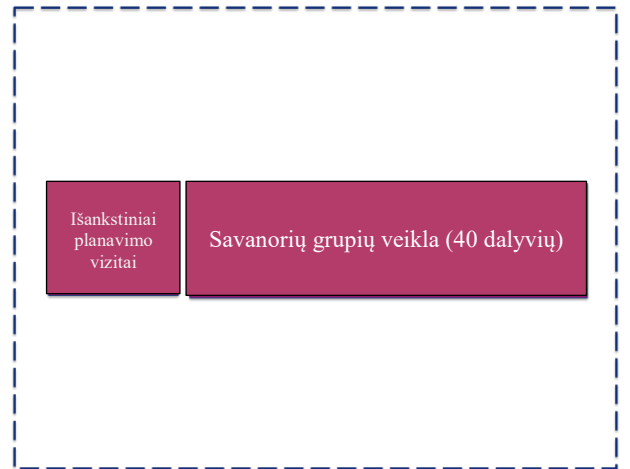 Išankstiniai
planavimo
vizitai
Savanorių grupių veikla (40 dalyvių)